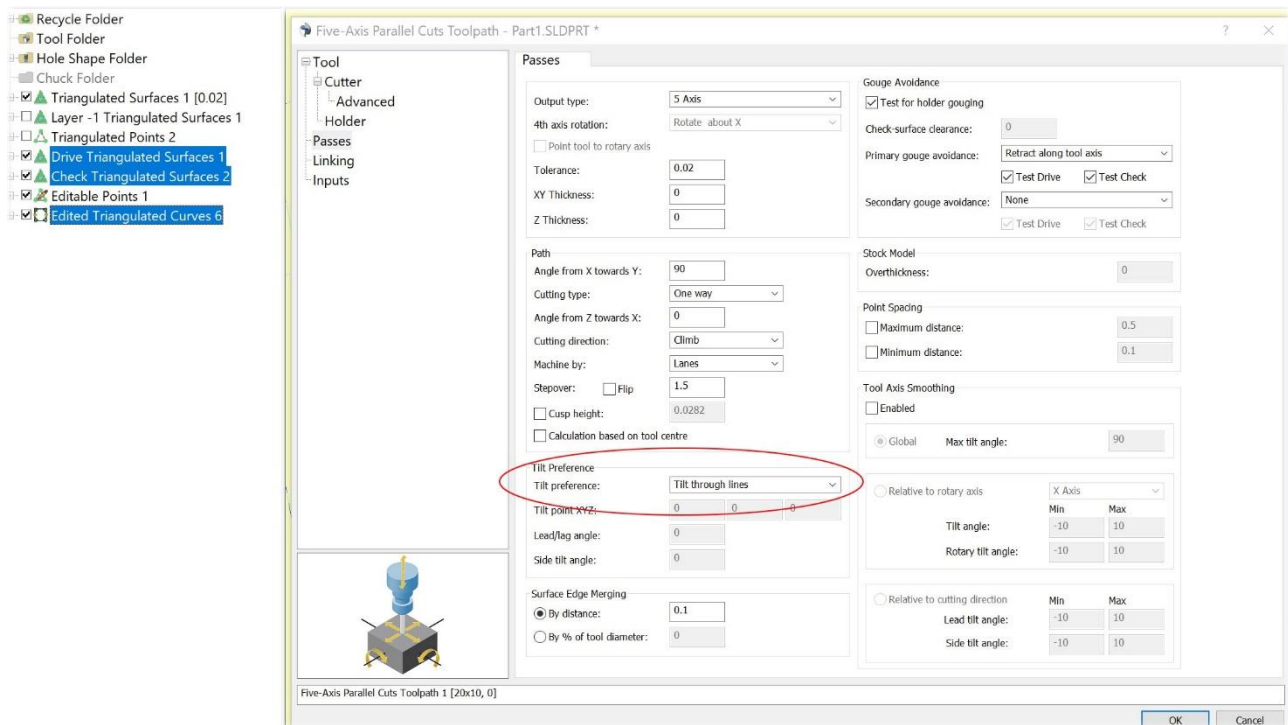 Recycle Folder
Tool Folder
Hole Shape Folder
Chuck Folder
Triangulated Surfaces 1 [0.02]
Layer -1 Triangulated Surfaces 1
Triangulated Points 2
Drive Triangulated Surfaces 1
Check Triangulated Surfaces 2
Editable Points 1
Edited Triangulated Curves 6
Five-Axis Parallel Cuts Toolpath - Part1.SLDPRT *
?
Tool
Cutter
Advanced
Holder
Passes
Linking
Inputs
Passes
Output type: 5 Axis
4th axis rotation: Rotate about X
Point tool to rotary axis
Tolerance: 0.02
XY Thickness: 0
Z Thickness: 0
Path
Angle from X towards Y: 90
Cutting type: One way
Angle from Z towards X: 0
Cutting direction: Climb
Machine by: Lanes
Stepover: Flip 1.5
Cusp height: 0.0282
Calculation based on tool centre
Tilt Preference
Tilt preference: Tilt through lines
Tilt point XYZ: 0 0 0
Lead/lag angle: 0
Side tilt angle: 0
Surface Edge Merging
By distance: 0.1
By % of tool diameter: 0
Gouge Avoidance
Test for holder gouging
Check-surface clearance: 0
Primary gouge avoidance: Retract along tool axis
Test Drive Test Check
Secondary gouge avoidance: None
Test Drive Test Check
Stock Model
Overthickness: 0
Point Spacing
Maximum distance: 0.5
Minimum distance: 0.1
Tool Axis Smoothing
Enabled
Global Max tilt angle: 90
Relative to rotary axis X Axis
Min Max
Tilt angle: -10 10
Rotary tilt angle: -10 10
Relative to cutting direction Min Max
Lead tilt angle: -10 10
Side tilt angle: -10 10
Five-Axis Parallel Cuts Toolpath 1 [20x10, 0]
OK Cancel